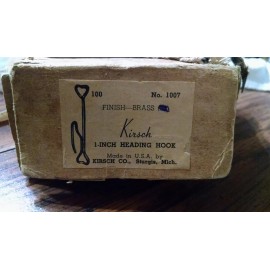 100 No. 1007
FINISH—BRASS
Kirsch
1-INCH HEADING HOOK
Made in U.S.A. by
KIRSCH CO., Sturgis, Mich.